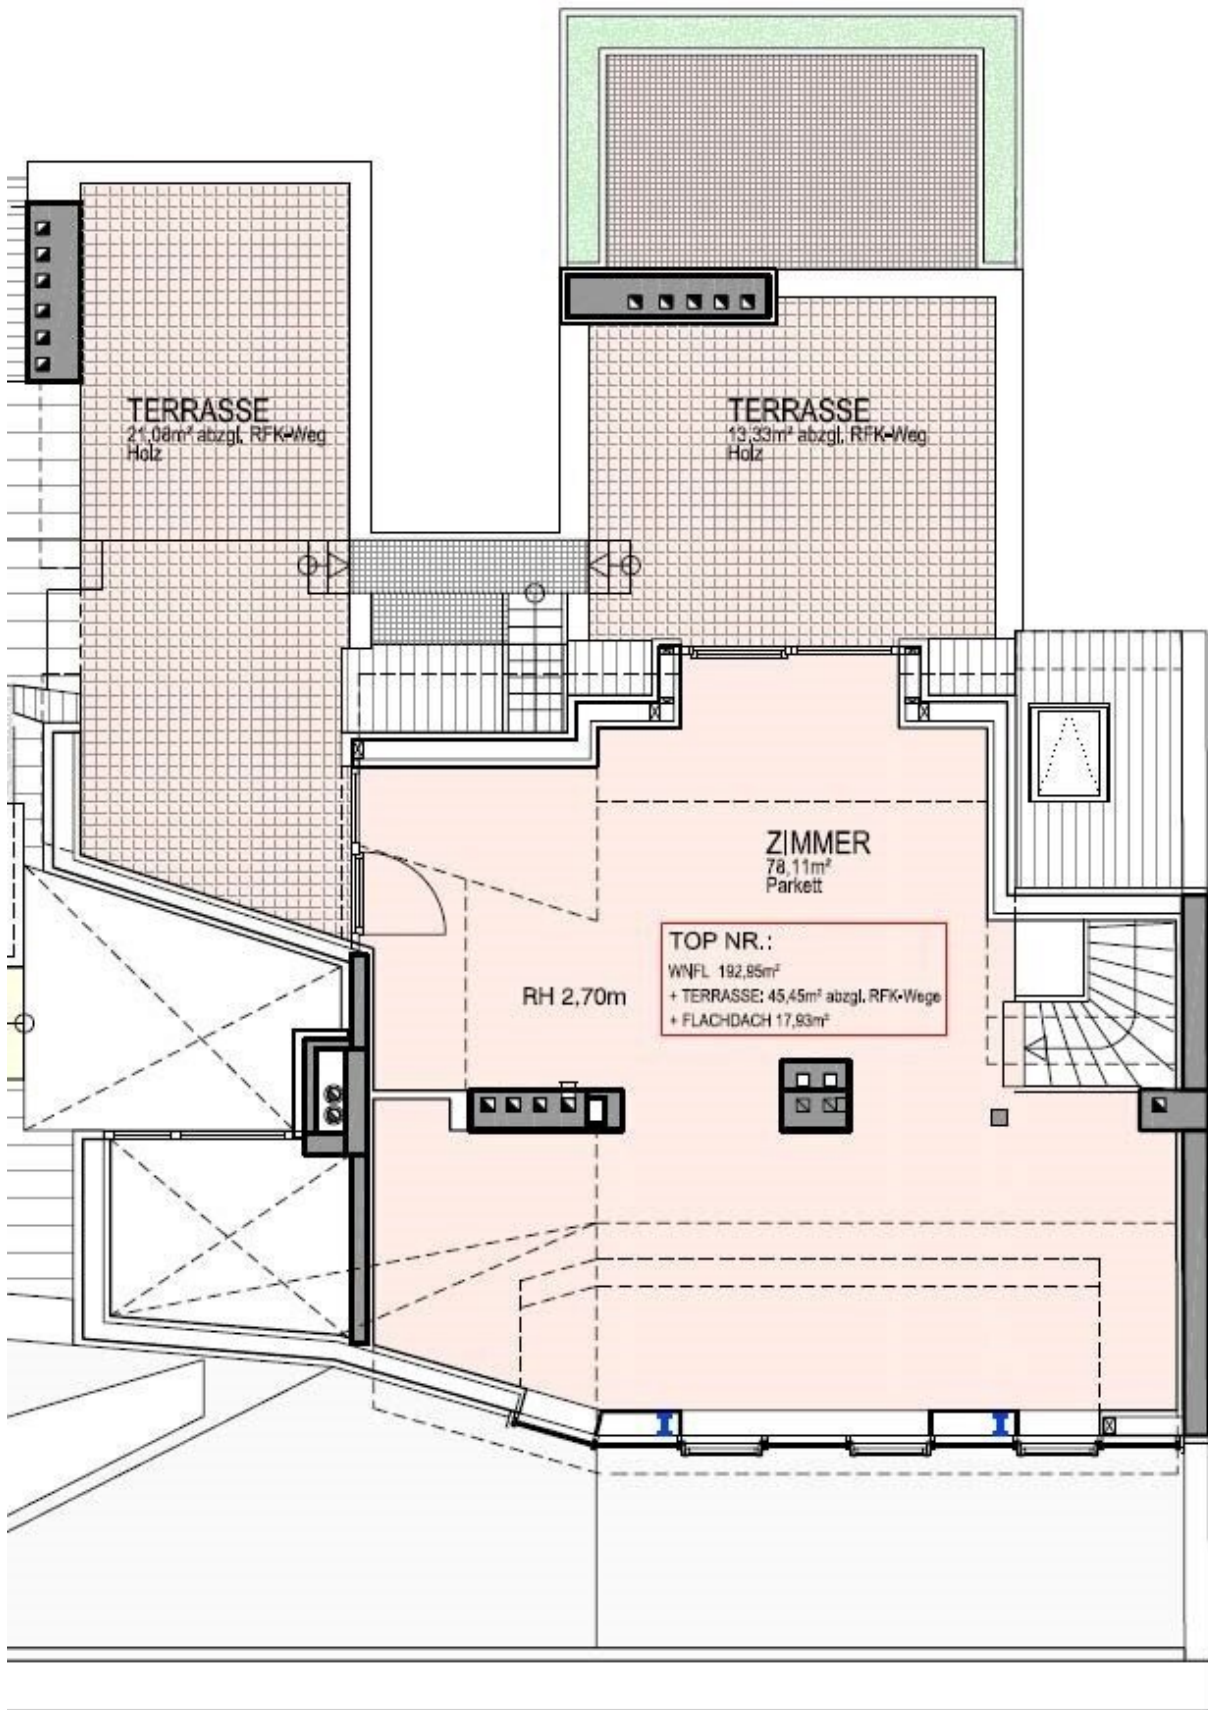 TERRASSE
21,08m² abzgl. RFK-Weg
Holz
TERRASSE
13,33m² abzgl. RFK-Weg
Holz
ZIMMER
78,11m²
Parkett
TOP NR.:
WNFL 192,95m²
+ TERRASSE: 45,45m² abzgl. RFK-Wege
+ FLACHDACH 17,93m²
RH 2,70m